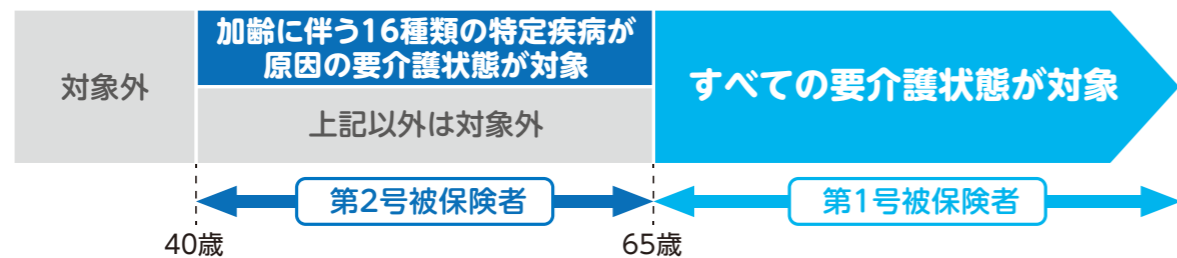 対象外
加齢に伴う16種類の特定疾病が
原因の要介護状態が対象
上記以外は対象外
すべての要介護状態が対象
第2号被保険者
第1号被保険者
40歳
65歳